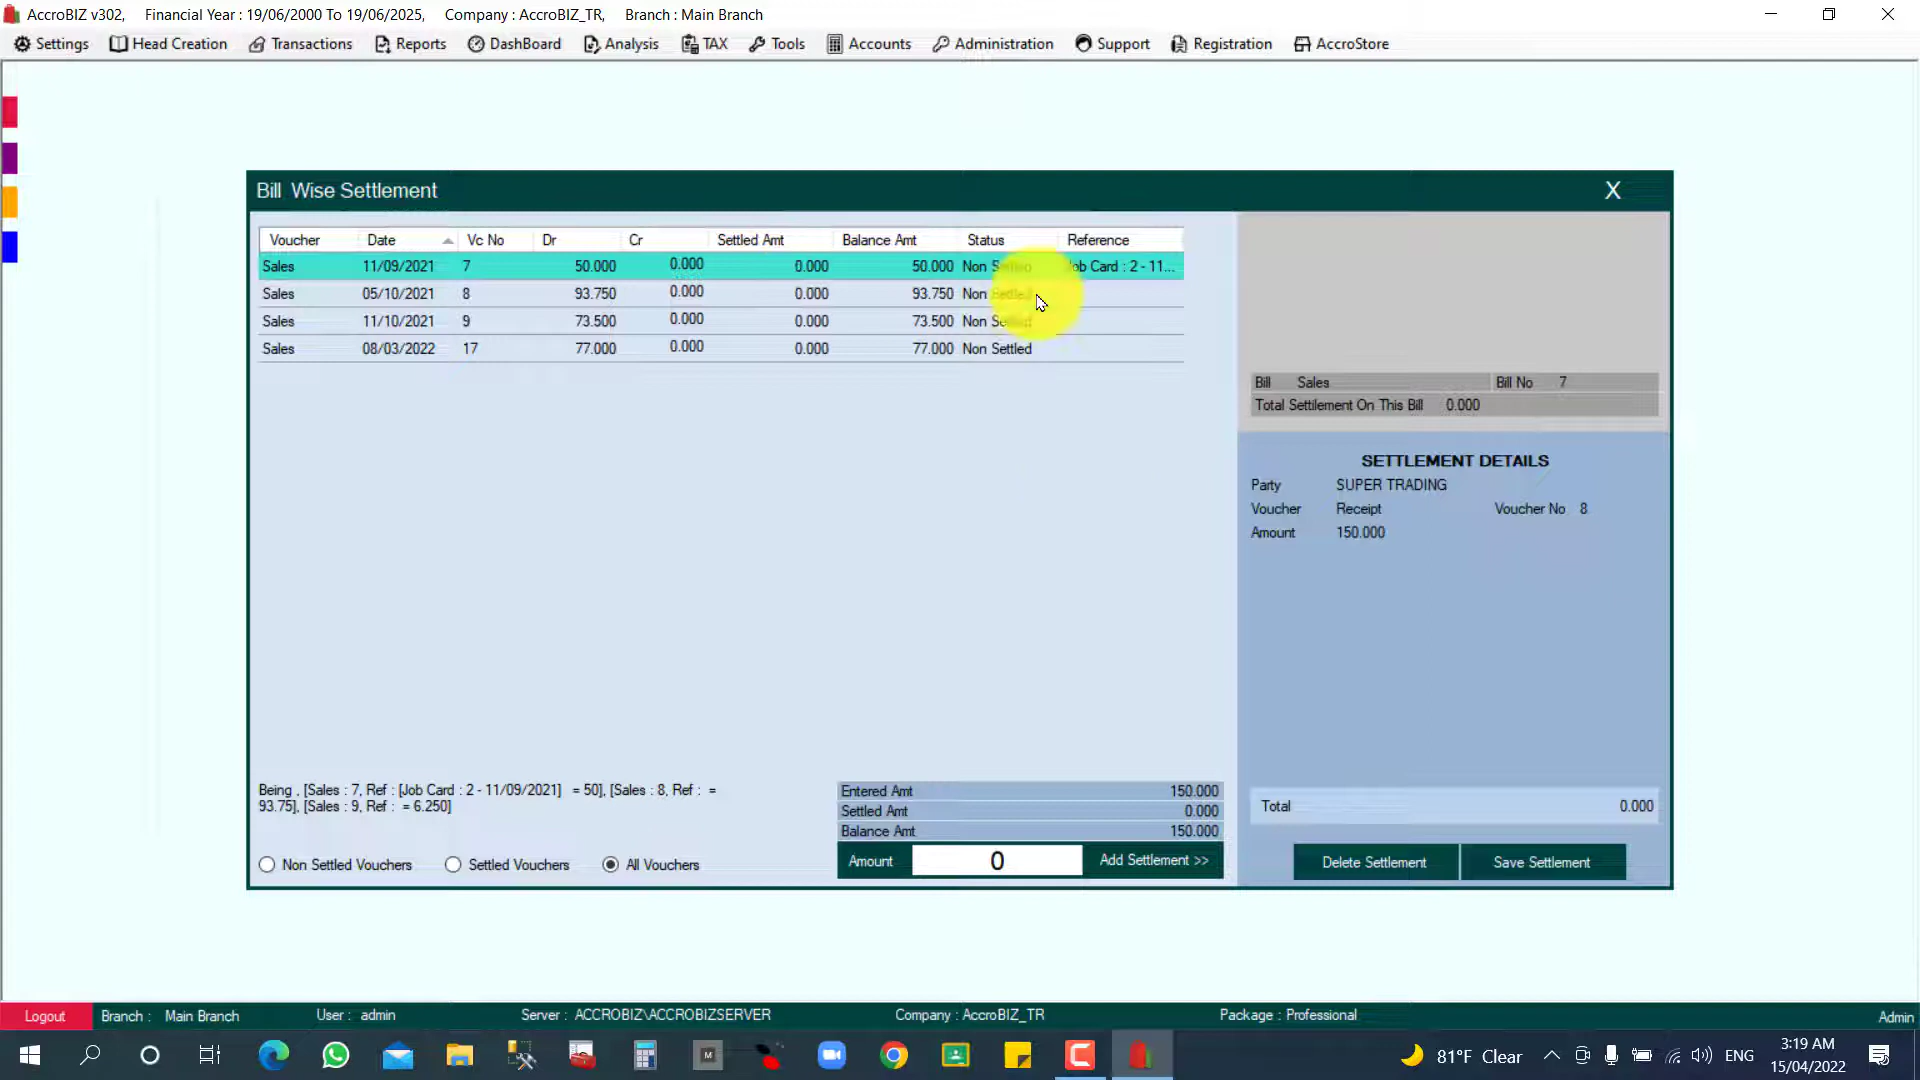 AccroBIZ v302, Financial Year : 19/06/2000 To 19/06/2025, Company : AccroBIZ_TR, Branch : Main Branch
Settings Head Creation Transactions Reports DashBoard Analysis TAX Tools Accounts Administration Support Registration AccroStore
Bill Wise Settlement X
Voucher Date Vc No Dr Cr Settled Amt Balance Amt Status Reference
Sales 11/09/2021 7 50.000 0.000 0.000 50.000 Non Settled Job Card : 2 - 11...
Sales 05/10/2021 8 93.750 0.000 0.000 93.750 Non Settled
Sales 11/10/2021 9 73.500 0.000 0.000 73.500 Non Settled
Sales 08/03/2022 17 77.000 0.000 0.000 77.000 Non Settled
Bill Sales Bill No 7
Total Settilement On This Bill 0.000
SETTLEMENT DETAILS
Party SUPER TRADING
Voucher Receipt Voucher No 8
Amount 150.000
Being , [Sales : 7, Ref : [Job Card : 2 - 11/09/2021] = 50], [Sales : 8, Ref : =
93.75], [Sales : 9, Ref : = 6.250]
Entered Amt 150.000
Settled Amt 0.000
Balance Amt 150.000
Total 0.000
Non Settled Vouchers Settled Vouchers All Vouchers
Amount 0 Add Settlement >>
Delete Settlement Save Settlement
Logout Branch : Main Branch User : admin Server : ACCROBIZ\ACCROBIZSERVER Company : AccroBIZ_TR Package : Professional Admin
M
81°F Clear ENG
3:19 AM
15/04/2022